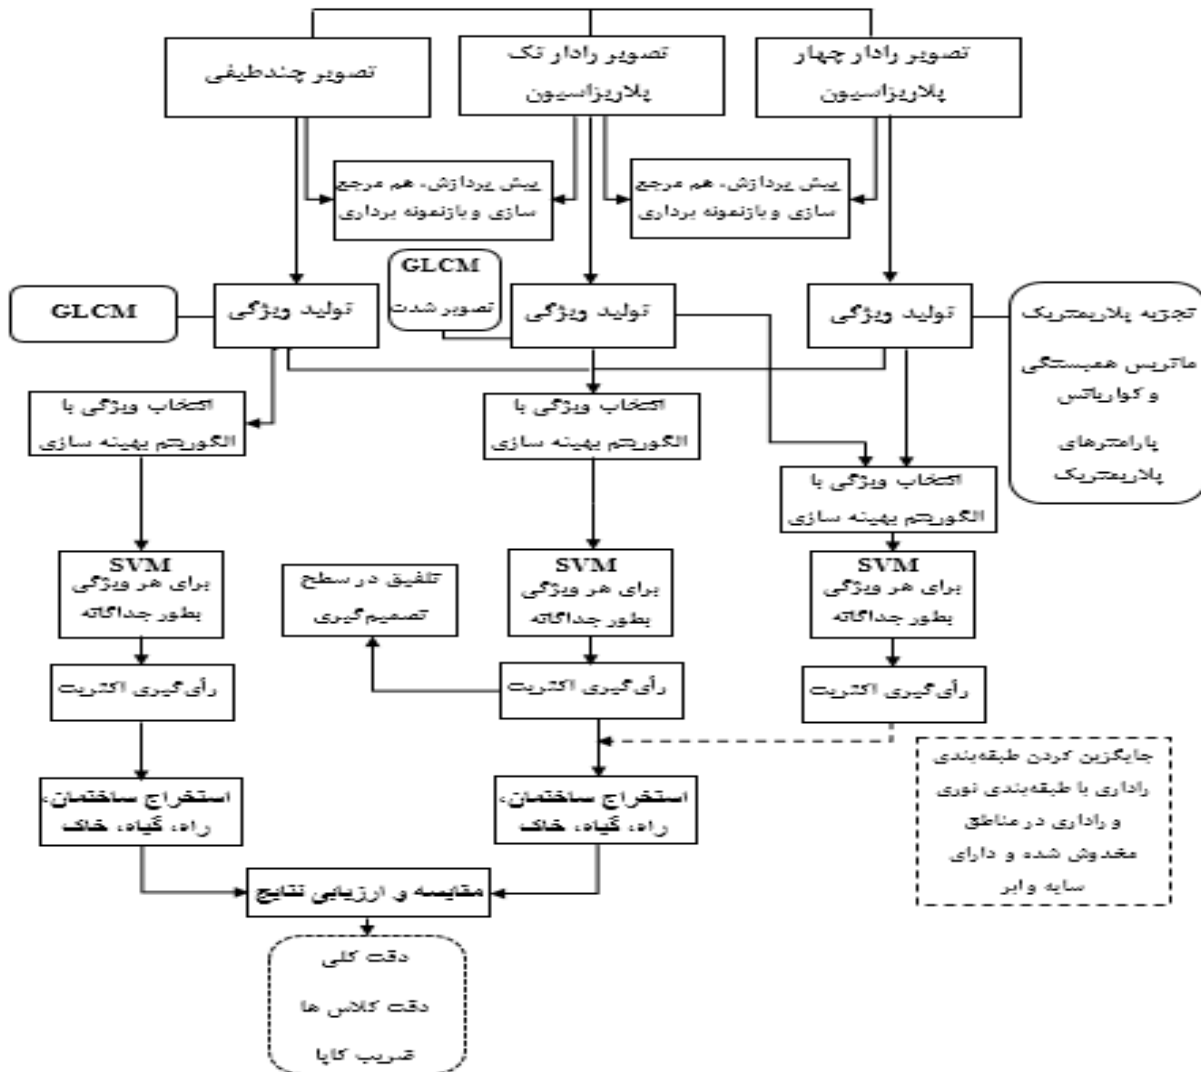 تصویر رادار چهار
پلاریزاسیون
تصویر رادار تک
پلاریزاسیون
تصویر چندطیفی
پیش پردازش، هم مرجع
سازی و بازنمونه برداری
پیش پردازش، هم مرجع
سازی و بازنمونه برداری
تجزیه پلاریمتریک
ماتریس همبستگی
و کواریانس
پارامترهای
پلاریمتریک
تولید ویژگی
تولید ویژگی
GLCM
تصویر شدت
تولید ویژگی
GLCM
انتخاب ویژگی با
الگوریتم بهینه سازی
انتخاب ویژگی با
الگوریتم بهینه سازی
انتخاب ویژگی با
الگوریتم بهینه سازی
SVM
برای هر ویژگی
بطور جداگانه
SVM
برای هر ویژگی
بطور جداگانه
تلفیق در سطح
تصمیم‌گیری
SVM
برای هر ویژگی
بطور جداگانه
رأی‌گیری اکثریت
رأی‌گیری اکثریت
رأی‌گیری اکثریت
جایگزین کردن طبقه‌بندی
راداری با طبقه‌بندی نوری
و راداری در مناطق
مخدوش شده و دارای
سایه و ابر
استخراج ساختمان،
راه، گیاه، خاک
استخراج ساختمان،
راه، گیاه، خاک
مقایسه و ارزیابی نتایج
دقت کلی
دقت کلاس ها
ضریب کاپا